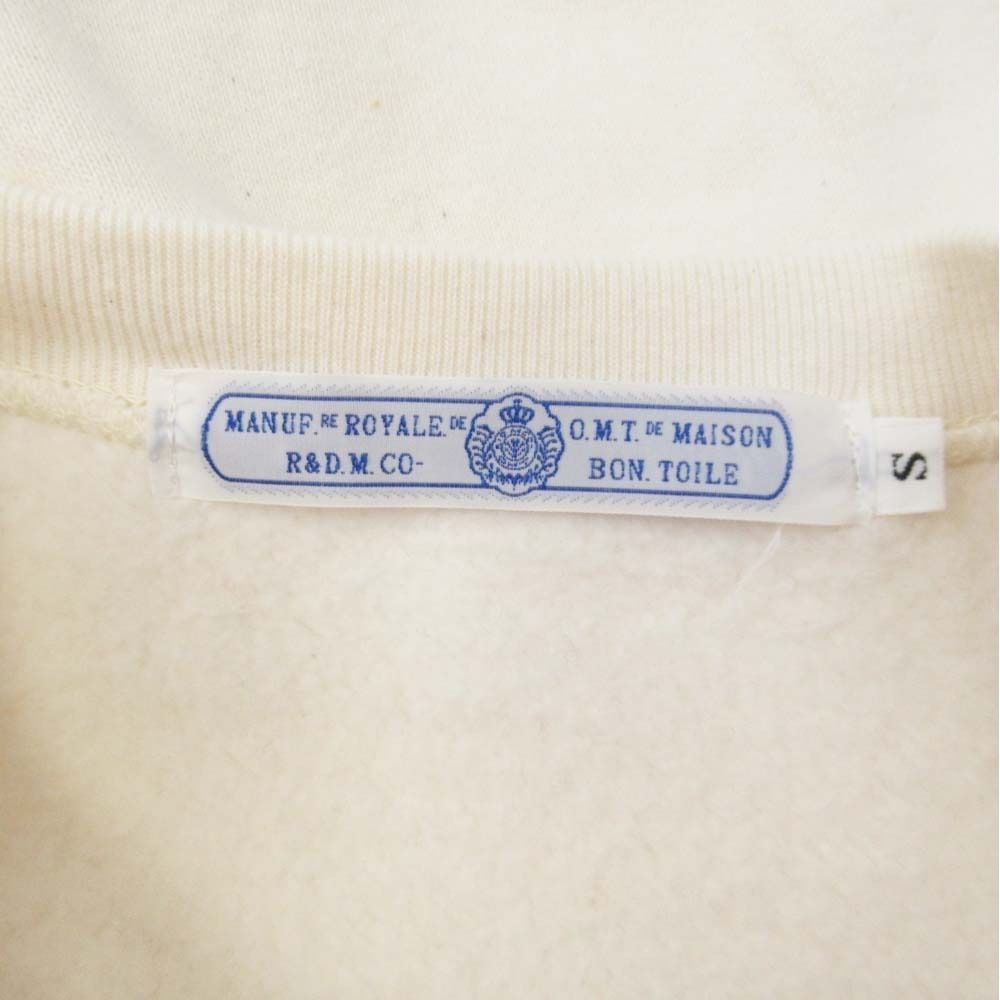 MANUF.RE ROYALE.DE O.M.T. DE MAISON
R&D.M.CO- BON. TOILE
S